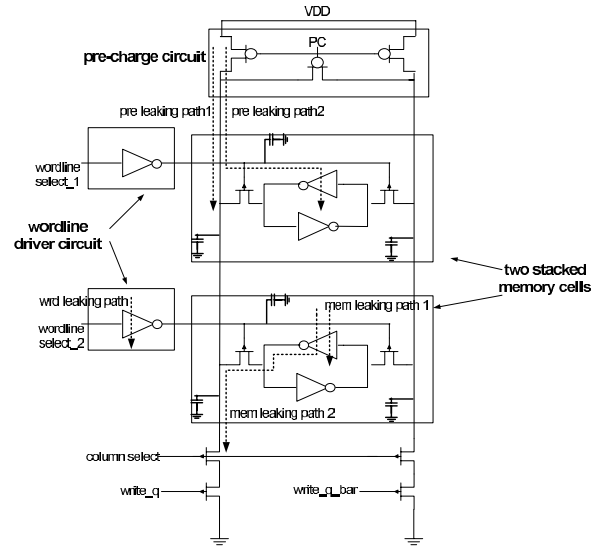 VDD
PC
pre-charge circuit
pre leaking path1
pre leaking path2
wordline
select_1
wordline
driver circuit
two stacked
memory cells
wrd leaking path
mem leaking path 1
wordline
select_2
mem leaking path 2
column select
write_q
write_q_bar